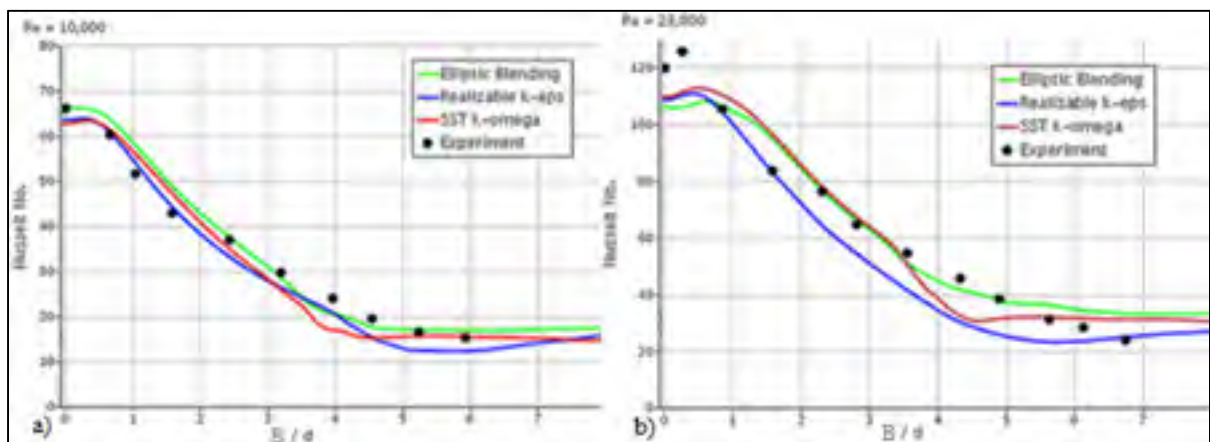 Re = 10,000
80
70
60
50
40
30
20
10
0
Nusselt No.
Elliptic Blending
Realizable k-eps
SST k-omega
Experiment
0 1 2 3 4 5 6 7
R / d
a)
Re = 23,000
120
100
80
60
40
20
0
Nusselt No.
Elliptic Blending
Realizable k-eps
SST k-omega
Experiment
0 1 2 3 4 5 6 7
R / d
b)